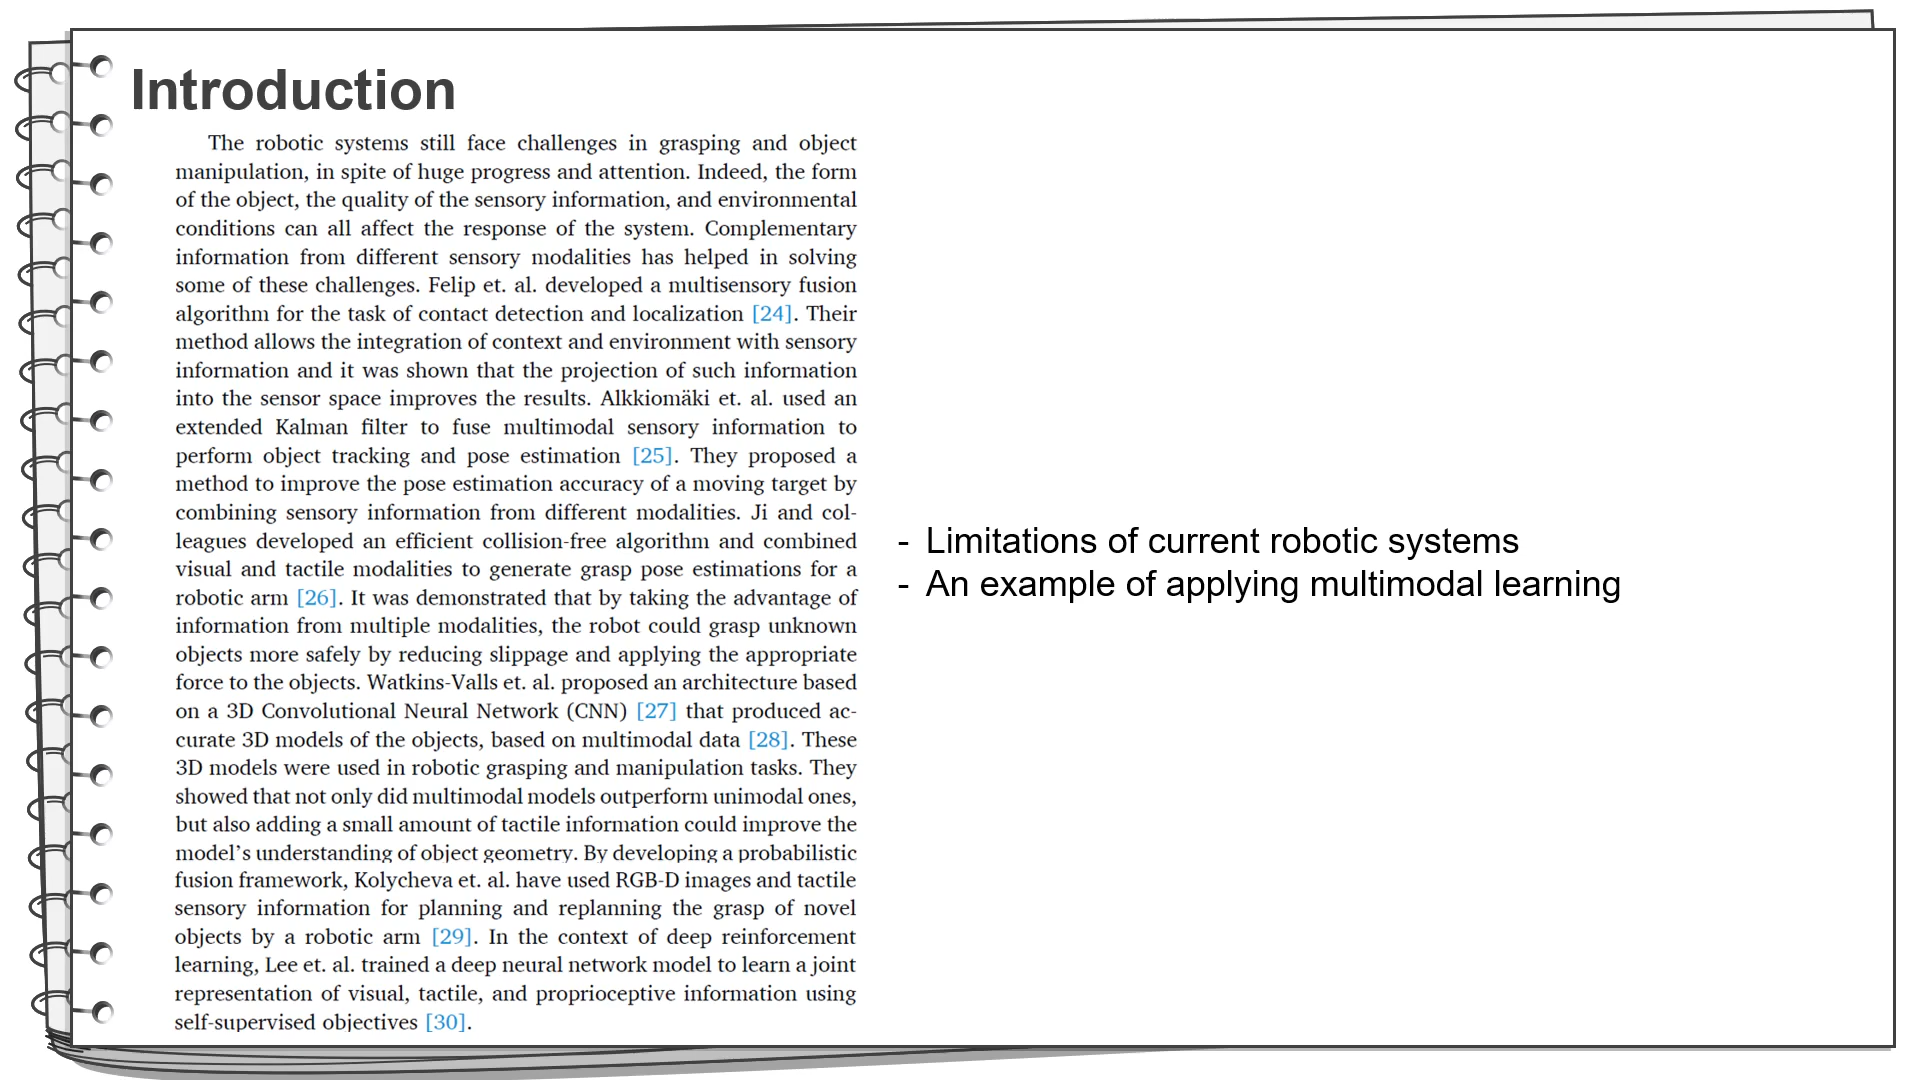 Introduction
The robotic systems still face challenges in grasping and object
manipulation, in spite of huge progress and attention. Indeed, the form
of the object, the quality of the sensory information, and environmental
conditions can all affect the response of the system. Complementary
information from different sensory modalities has helped in solving
some of these challenges. Felip et. al. developed a multisensory fusion
algorithm for the task of contact detection and localization [24]. Their
method allows the integration of context and environment with sensory
information and it was shown that the projection of such information
into the sensor space improves the results. Alkkiomäki et. al. used an
extended Kalman filter to fuse multimodal sensory information to
perform object tracking and pose estimation [25]. They proposed a
method to improve the pose estimation accuracy of a moving target by
combining sensory information from different modalities. Ji and col-
leagues developed an efficient collision-free algorithm and combined
visual and tactile modalities to generate grasp pose estimations for a
robotic arm [26]. It was demonstrated that by taking the advantage of
information from multiple modalities, the robot could grasp unknown
objects more safely by reducing slippage and applying the appropriate
force to the objects. Watkins-Valls et. al. proposed an architecture based
on a 3D Convolutional Neural Network (CNN) [27] that produced ac-
curate 3D models of the objects, based on multimodal data [28]. These
3D models were used in robotic grasping and manipulation tasks. They
showed that not only did multimodal models outperform unimodal ones,
but also adding a small amount of tactile information could improve the
model's understanding of object geometry. By developing a probabilistic
fusion framework, Kolycheva et. al. have used RGB-D images and tactile
sensory information for planning and replanning the grasp of novel
objects by a robotic arm [29]. In the context of deep reinforcement
learning, Lee et. al. trained a deep neural network model to learn a joint
representation of visual, tactile, and proprioceptive information using
self-supervised objectives [30].
- Limitations of current robotic systems
- An example of applying multimodal learning